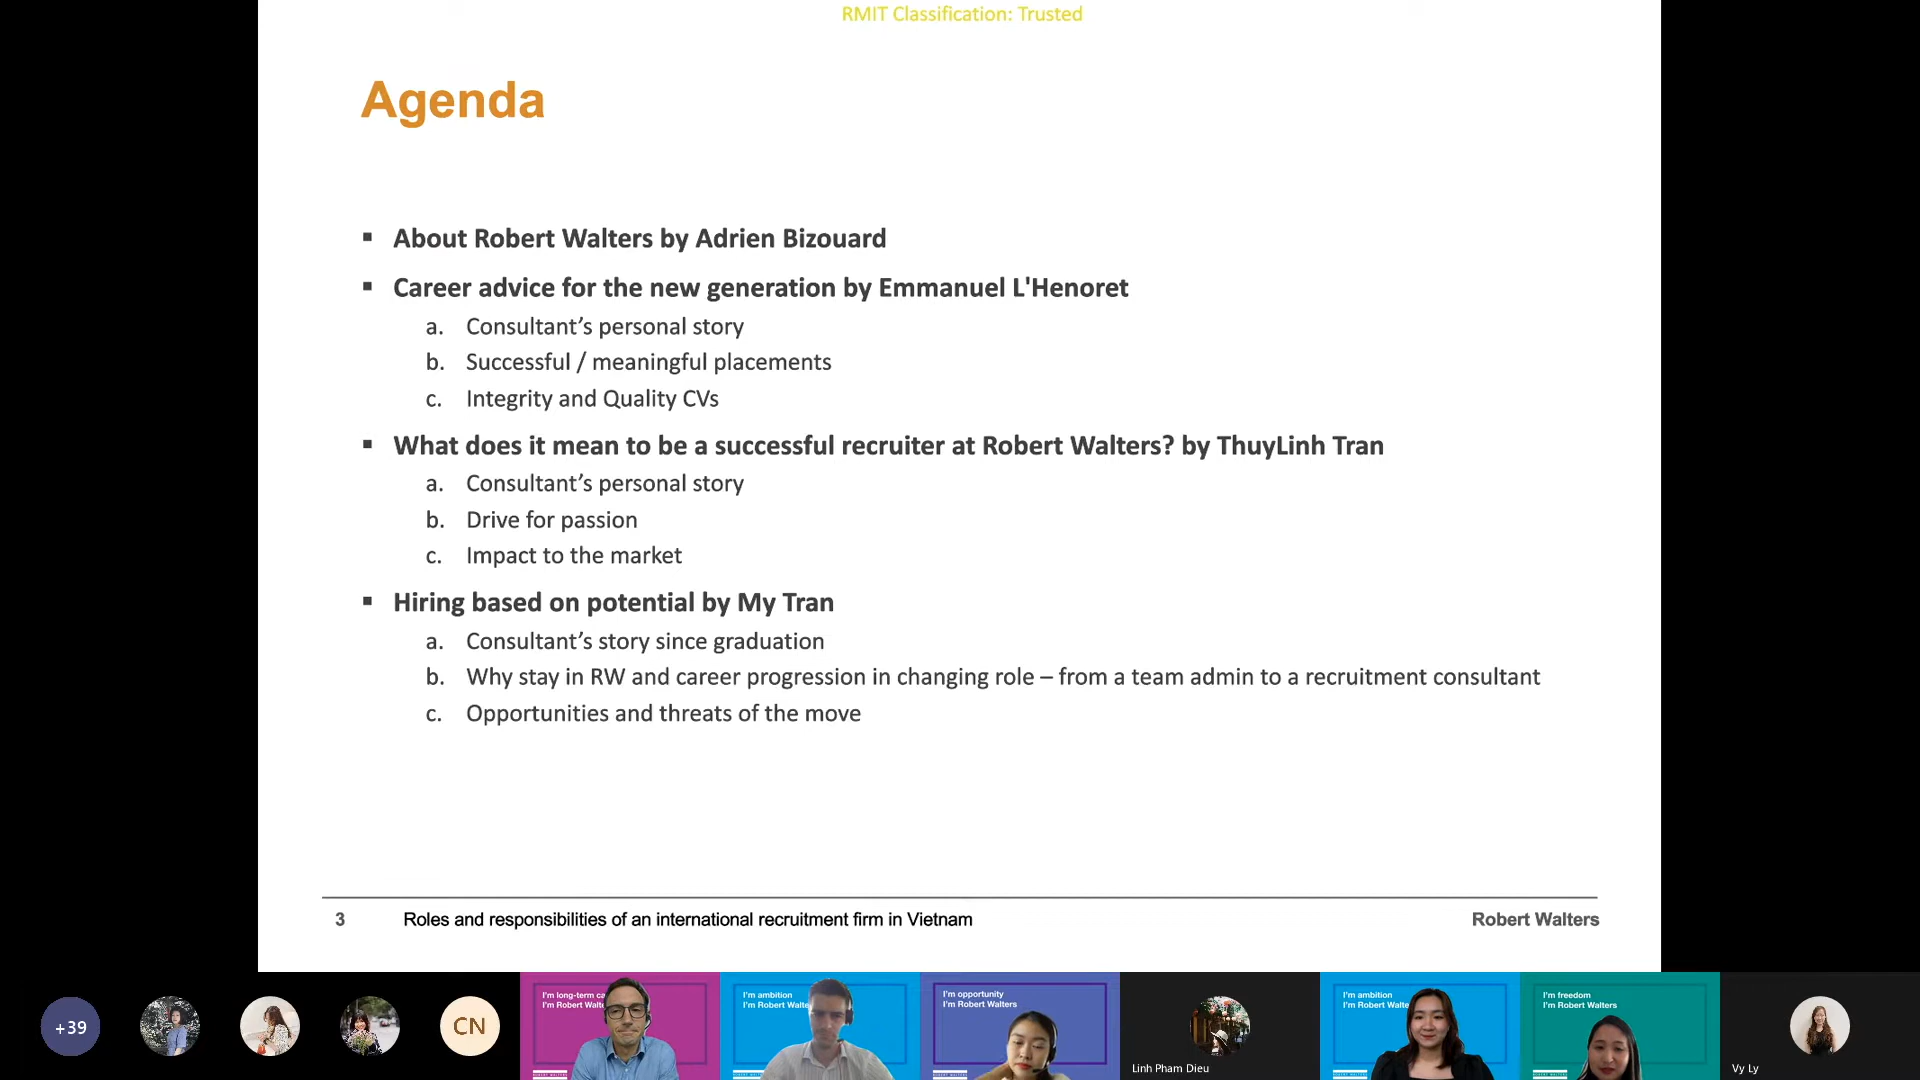 RMIT Classification: Trusted
Agenda
▪ About Robert Walters by Adrien Bizouard
▪ Career advice for the new generation by Emmanuel L'Henoret
a. Consultant’s personal story
b. Successful / meaningful placements
c. Integrity and Quality CVs
▪ What does it mean to be a successful recruiter at Robert Walters? by ThuyLinh Tran
a. Consultant’s personal story
b. Drive for passion
c. Impact to the market
▪ Hiring based on potential by My Tran
a. Consultant’s story since graduation
b. Why stay in RW and career progression in changing role – from a team admin to a recruitment consultant
c. Opportunities and threats of the move
3 Roles and responsibilities of an international recruitment firm in Vietnam Robert Walters
+39
CN
I'm long-term ca
I'm Robert Walte
I'm ambition
I'm Robert Walte
I'm opportunity
I'm Robert Walters
Linh Pham Dieu
I'm ambition
I'm Robert Walte
I'm freedom
I'm Robert Walters
Vy Ly